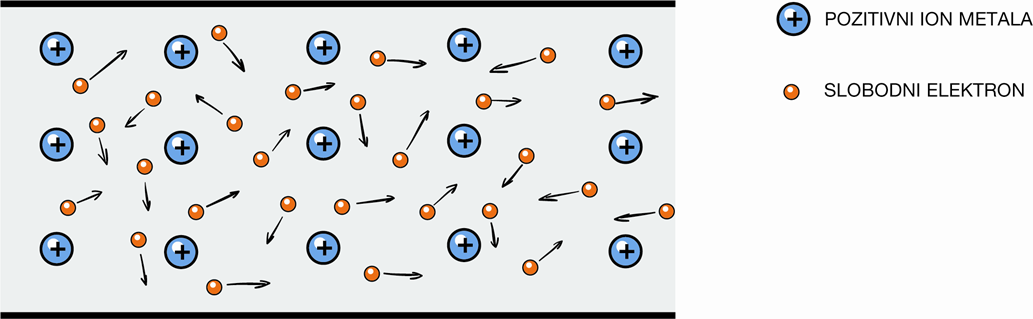 POZITIVNI ION METALA
SLOBODNI ELEKTRON